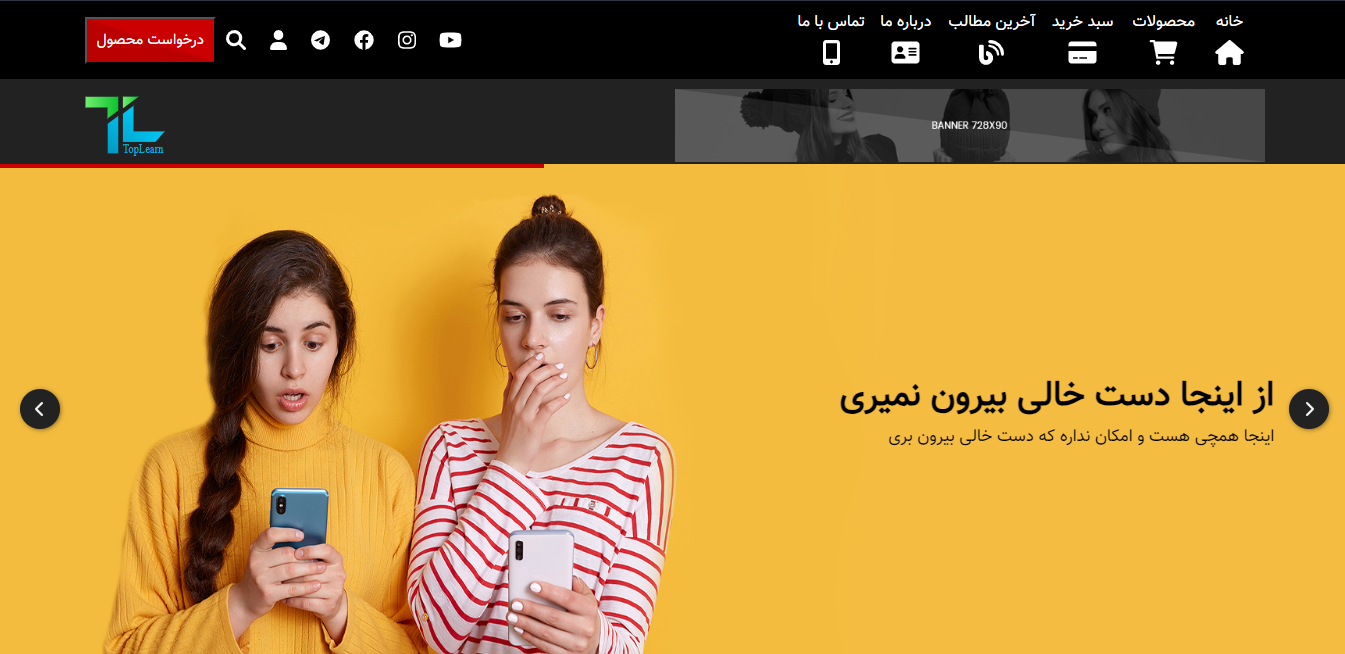 خانه
محصولات
سبد خرید
آخرین مطالب
درباره ما
تماس با ما
درخواست محصول
BANNER 728X90
TopLearn
از اینجا دست خالی بیرون نمیری
اینجا همچی هست و امکان نداره که دست خالی بیرون بری